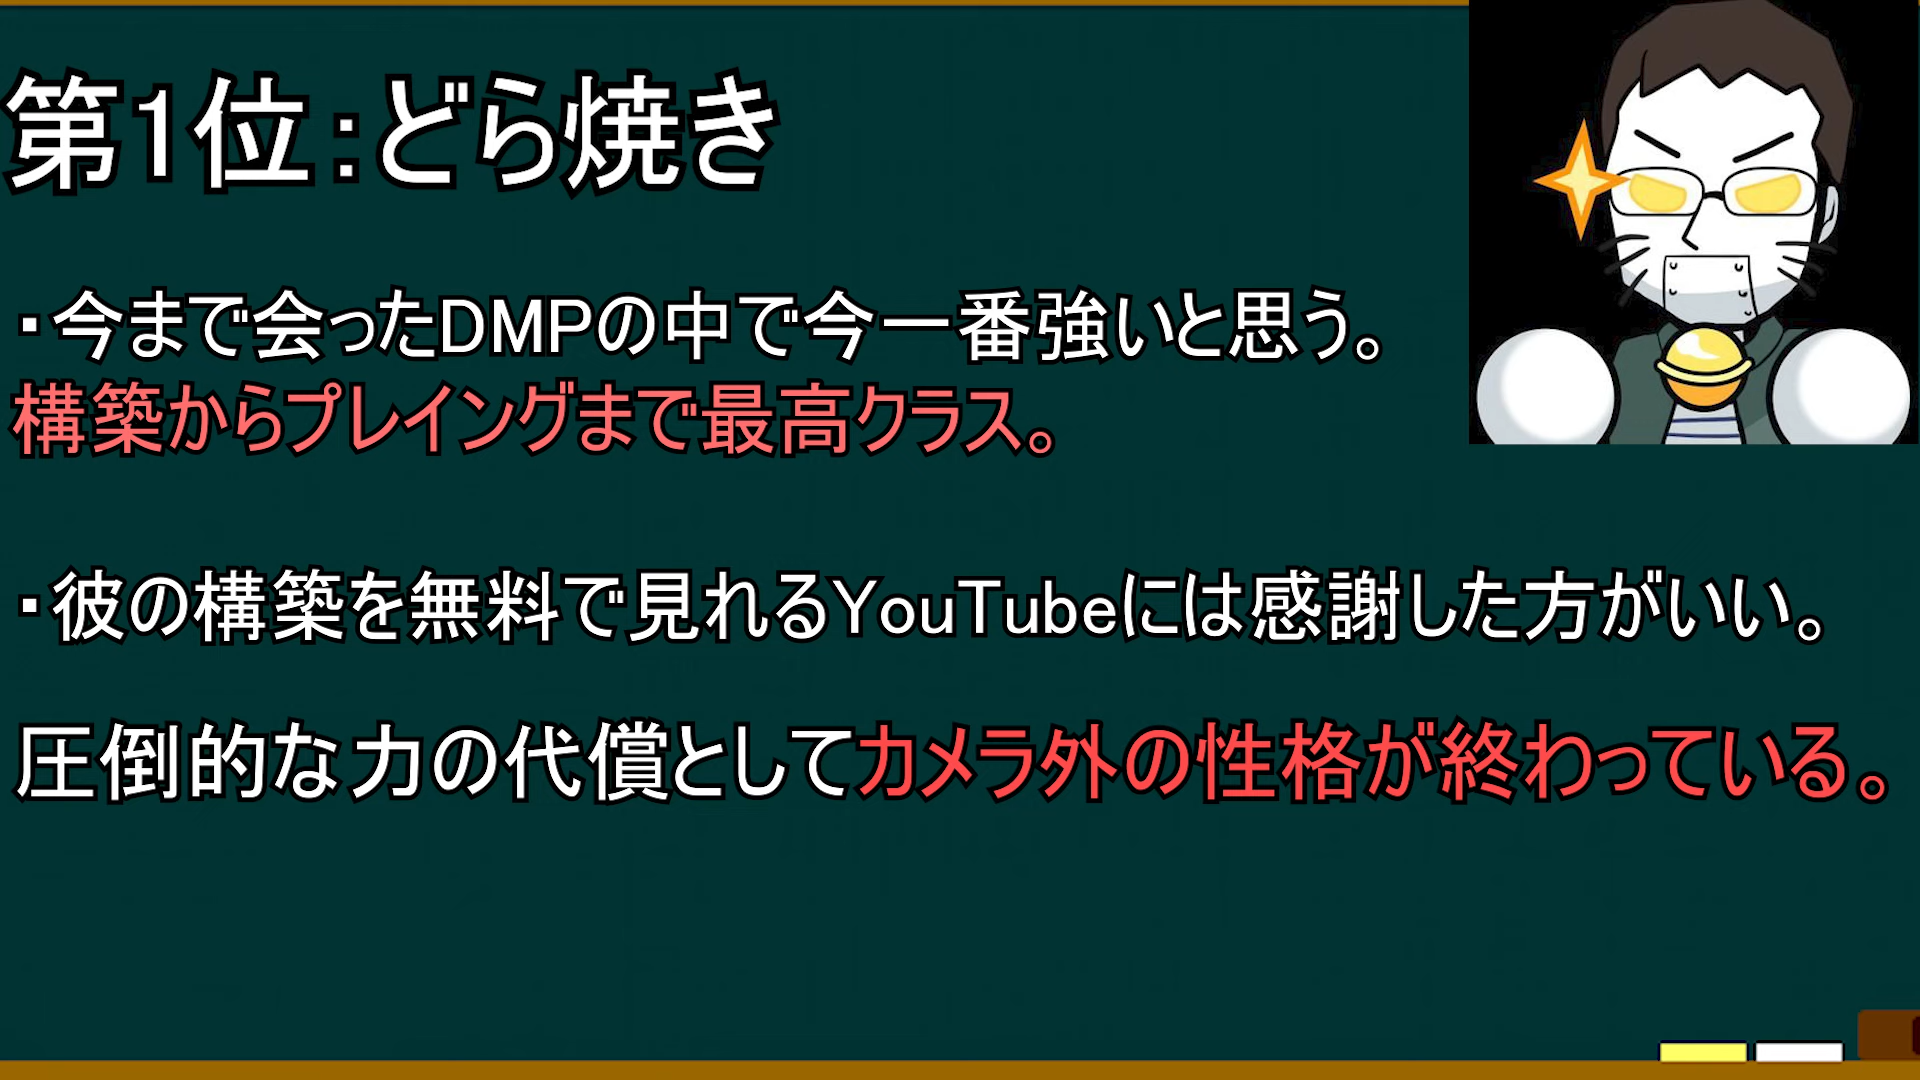 第1位:どら焼き
・今まで会ったDMPの中で今一番強いと思う。
構築からプレイングまで最高クラス。
・彼の構築を無料で見れるYouTubeには感謝した方がいい。
圧倒的な力の代償としてカメラ外の性格が終わっている。